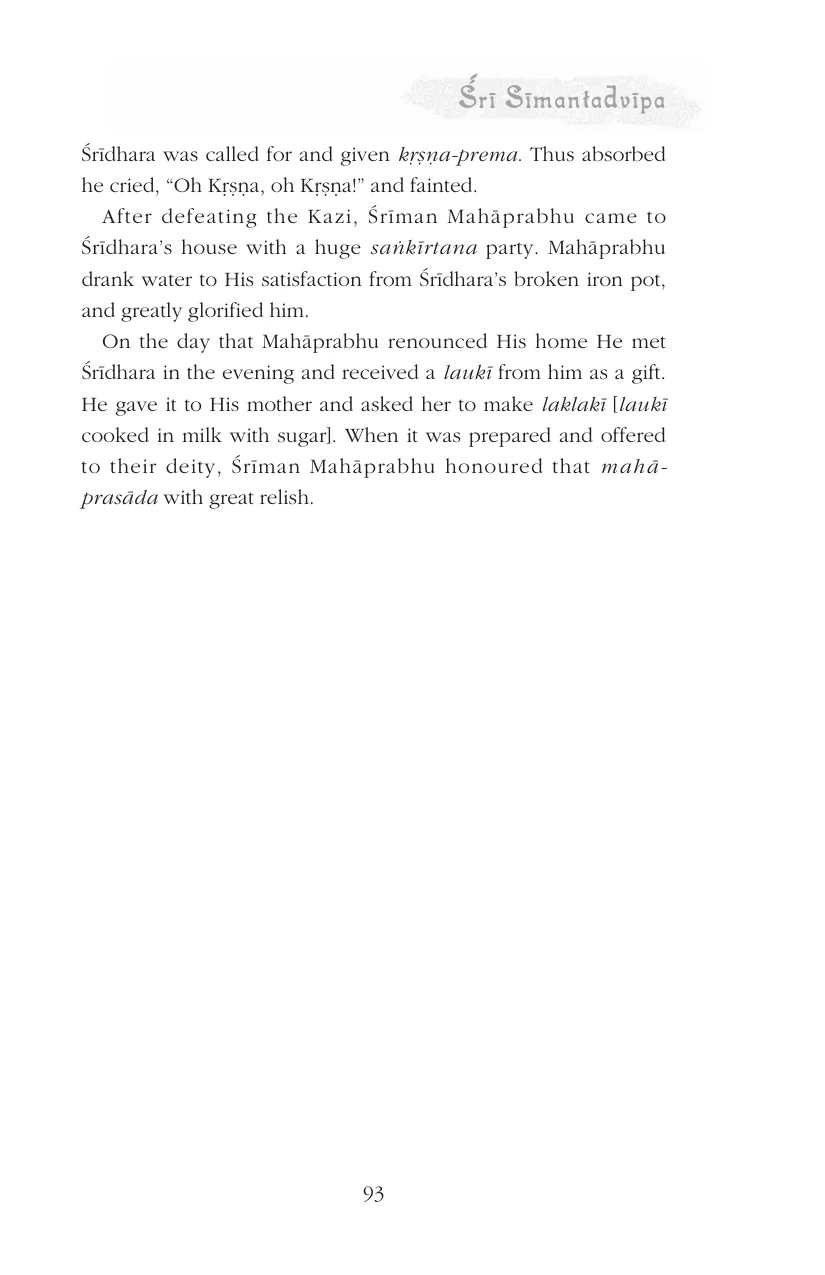 Śrī Sīmantadvīpa
Śrīdhara was called for and given kṛṣṇa-prema. Thus absorbed
he cried, “Oh Kṛṣṇa, oh Kṛṣṇa!” and fainted.
After defeating the Kazi, Śrīman Mahāprabhu came to
Śrīdhara’s house with a huge saṅkīrtana party. Mahāprabhu
drank water to His satisfaction from Śrīdhara’s broken iron pot,
and greatly glorified him.
On the day that Mahāprabhu renounced His home He met
Śrīdhara in the evening and received a laukī from him as a gift.
He gave it to His mother and asked her to make laklakī [laukī
cooked in milk with sugar]. When it was prepared and offered
to their deity, Śrīman Mahāprabhu honoured that mahā-
prasāda with great relish.
93